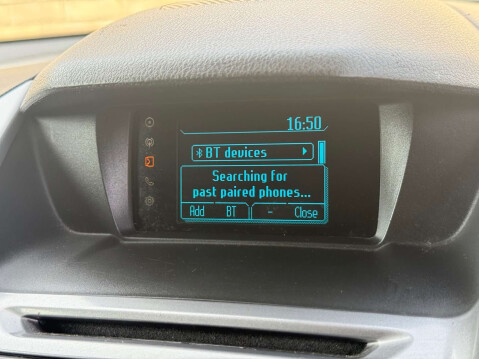 16:50
BT devices
Searching for
past paired phones...
Add BT - Close